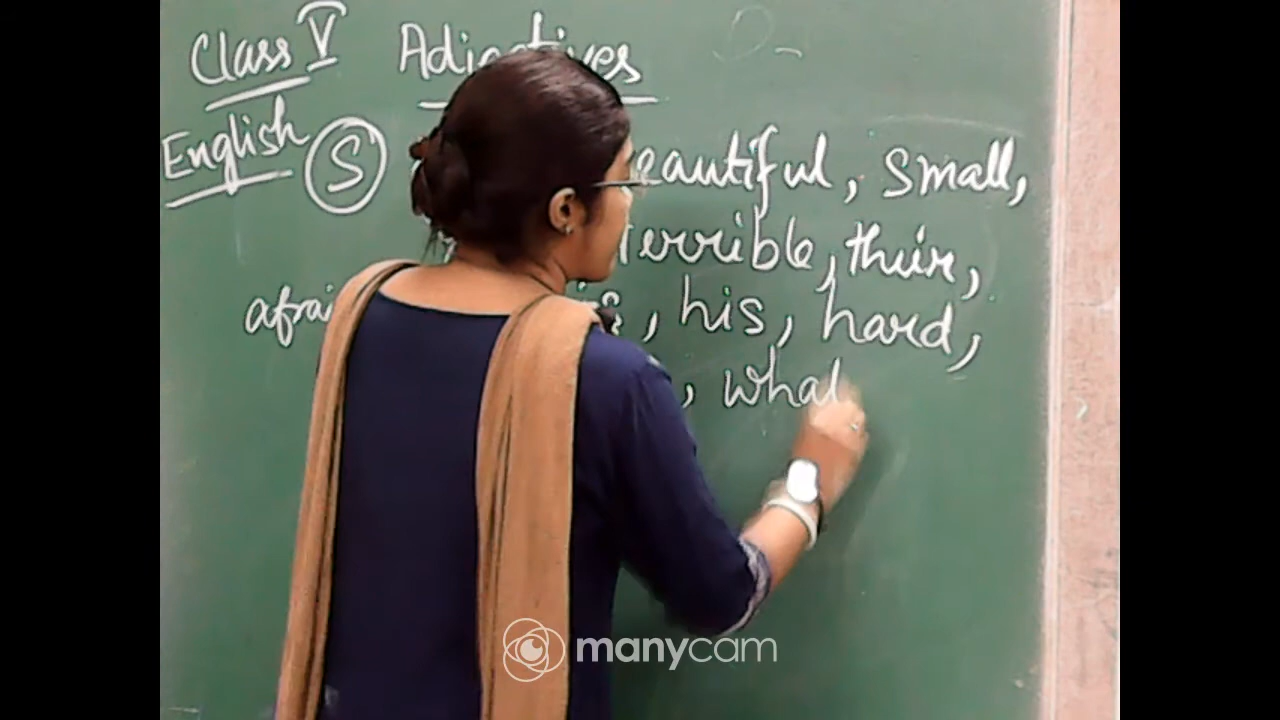 Class V Adjectives
English S eautiful, small,
Terrible, their,
afrai , his, hard,
, what
manycam